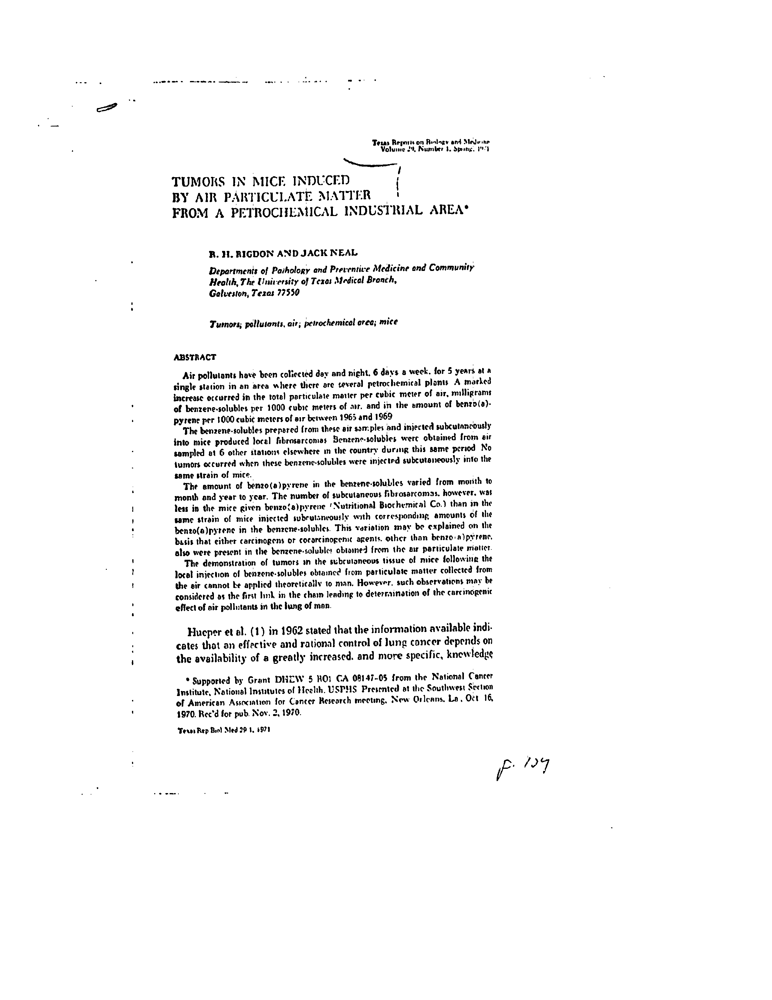 Texas Reports on Biology and Medicine
Volume 29, Number 1, Spring, 1971
TUMORS IN MICE INDUCED
BY AIR PARTICULATE MATTER
FROM A PETROCHEMICAL INDUSTRIAL AREA*
R. H. RIGDON AND JACK NEAL
Departments of Pathology and Preventive Medicine and Community
Health, The University of Texas Medical Branch,
Galveston, Texas 77550
Tumors; pollutants, air; petrochemical area; mice
ABSTRACT
Air pollutants have been collected day and night, 6 days a week, for 5 years at a
single station in an area where there are several petrochemical plants. A marked
increase occurred in the total particulate matter per cubic meter of air, milligrams
of benzene-solubles per 1000 cubic meters of air, and in the amount of benzo(a)-
pyrene per 1000 cubic meters of air between 1965 and 1969
The benzene-solubles prepared from these air samples and injected subcutaneously
into mice produced local fibrosarcomas. Benzene-solubles were obtained from air
sampled at 6 other stations elsewhere in the country during this same period. No
tumors occurred when these benzene-solubles were injected subcutaneously into the
same strain of mice.
The amount of benzo(a)pyrene in the benzene-solubles varied from month to
month and year to year. The number of subcutaneous fibrosarcomas, however, was
less in the mice given benzo(a)pyrene (Nutritional Biochemical Co.) than in the
same strain of mice injected subcutaneously with corresponding amounts of the
benzo(a)pyrene in the benzene-solubles. This variation may be explained on the
basis that either carcinogens or cocarcinogenic agents, other than benzo(a)pyrene,
also were present in the benzene-solubles obtained from the air particulate matter.
The demonstration of tumors in the subcutaneous tissue of mice following the
local injection of benzene-solubles obtained from particulate matter collected from
the air cannot be applied theoretically to man. However, such observations may be
considered as the first link in the chain leading to determination of the carcinogenic
effect of air pollutants in the lung of man.
Hueper et al. (1) in 1962 stated that the information available indi-
cates that an effective and rational control of lung cancer depends on
the availability of a greatly increased, and more specific, knowledge
* Supported by Grant DHEW 5 RO1 CA 08147-05 from the National Cancer
Institute, National Institutes of Health, USPHS. Presented at the Southwest Section
of American Association for Cancer Research meeting, New Orleans, La., Oct 16,
1970. Rec'd for pub. Nov. 2, 1970.
Texas Rep Biol Med 29:1, 1971
p. 109